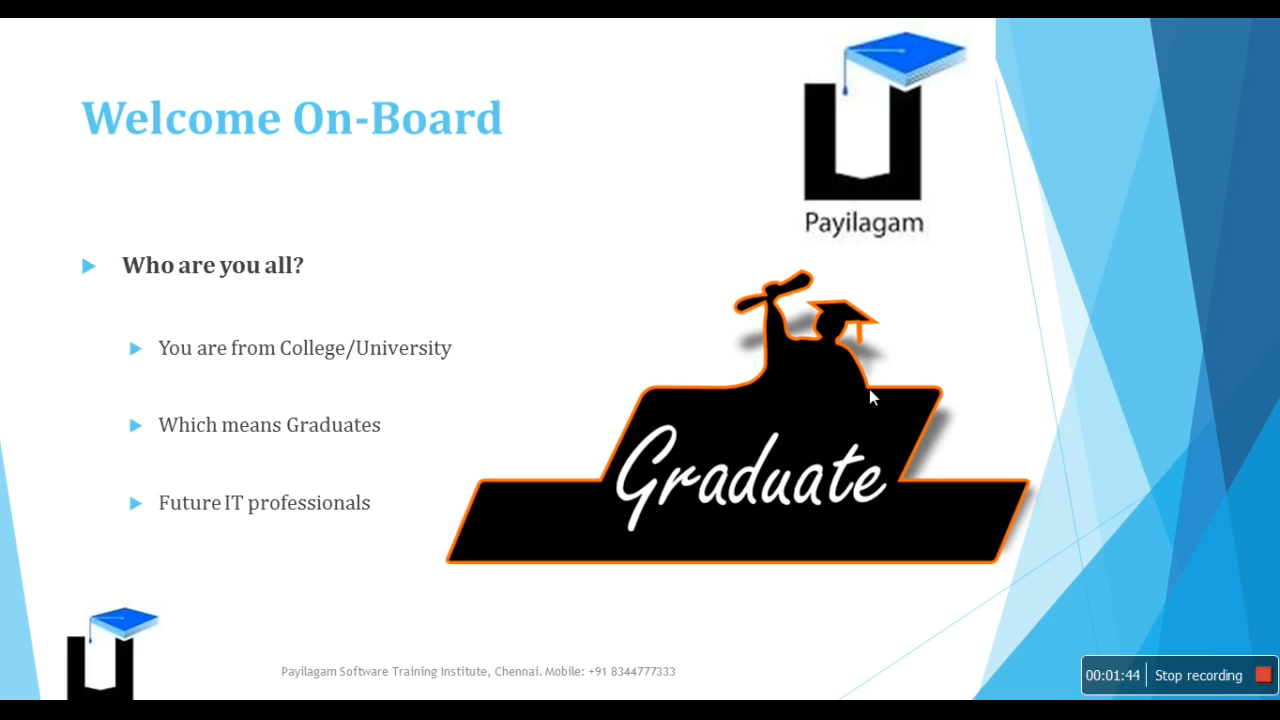 Welcome On-Board
Payilagam
Who are you all?
You are from College/University
Which means Graduates
Future IT professionals
Graduate
Payilagam Software Training Institute, Chennai. Mobile: +91 8344777333
00:01:44 Stop recording